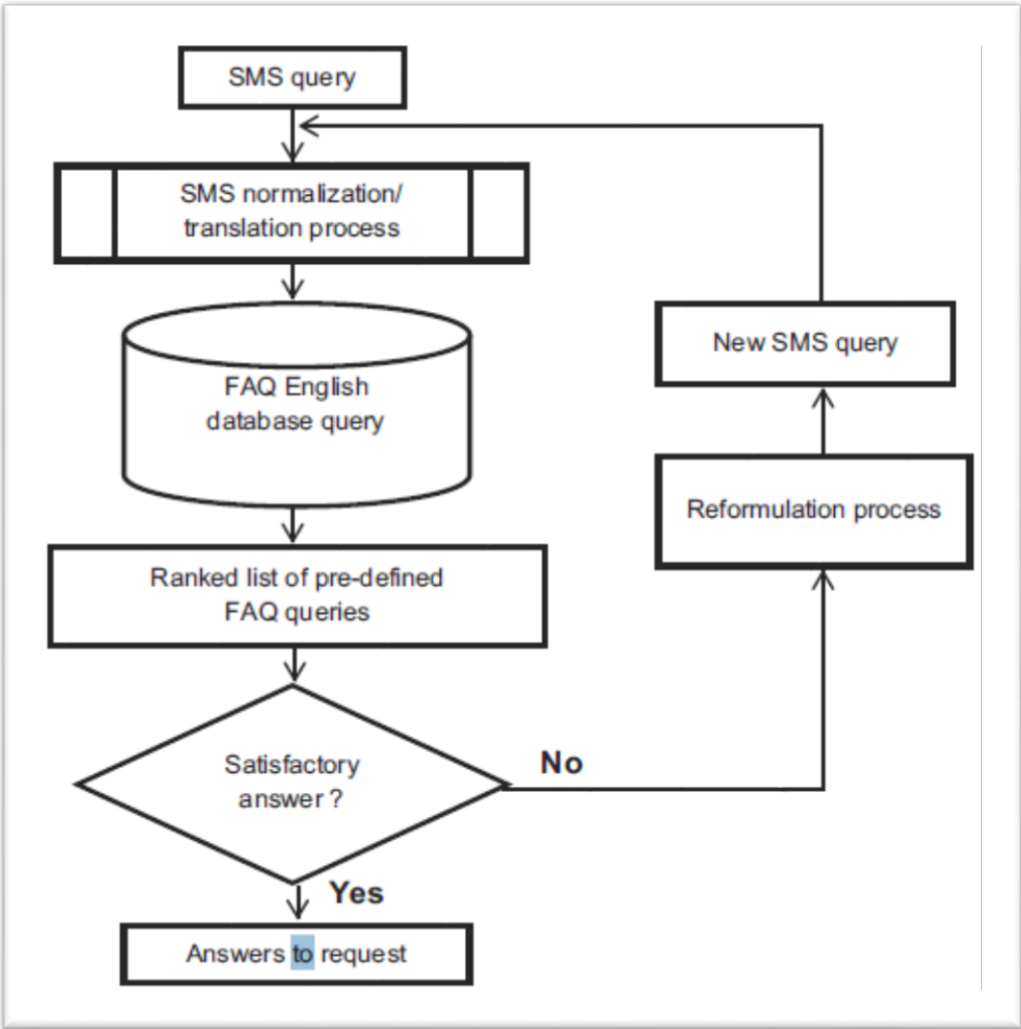 SMS query
SMS normalization/
translation process
FAQ English
database query
Ranked list of pre-defined
FAQ queries
Satisfactory
answer ?
No
Yes
Answers to request
Reformulation process
New SMS query